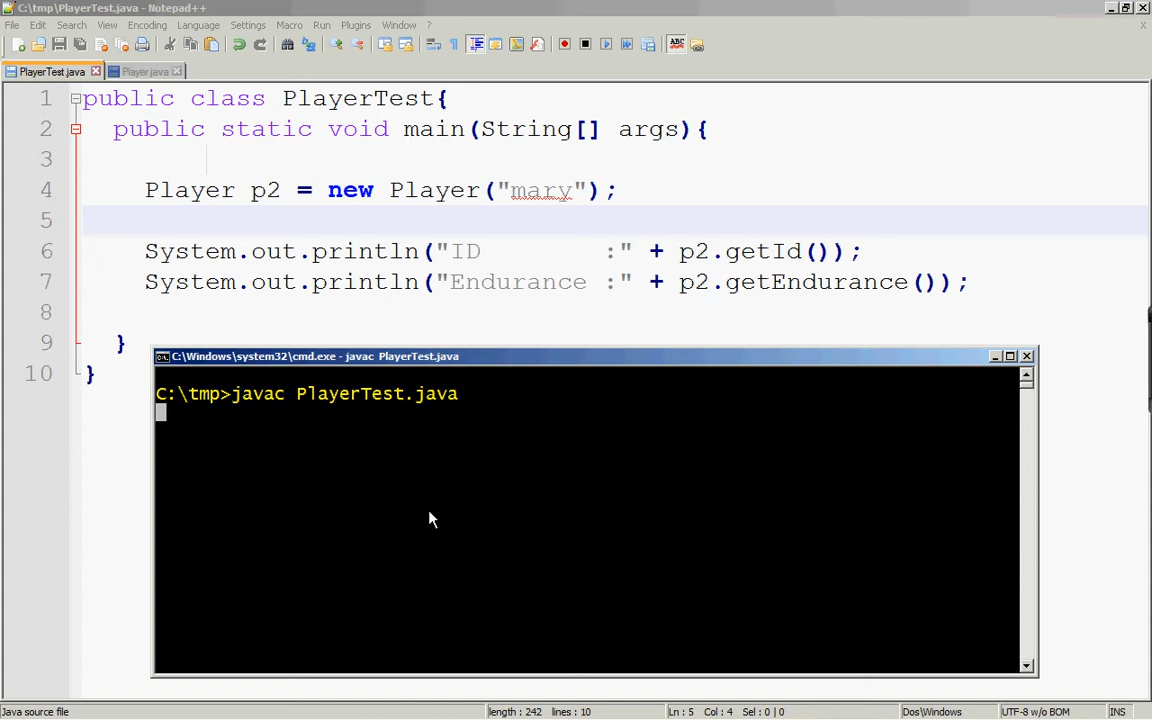 C:\tmp\PlayerTest.java - Notepad++
File Edit Search View Encoding Language Settings Macro Run Plugins Window ?
PlayerTest.java Player.java
1 public class PlayerTest{
2 public static void main(String[] args){
3
4 Player p2 = new Player("mary");
5
6 System.out.println("ID        :" + p2.getId());
7 System.out.println("Endurance :" + p2.getEndurance());
8
9 }
10 }
C:\Windows\system32\cmd.exe - javac PlayerTest.java
C:\tmp>javac PlayerTest.java
Java source file length : 242 lines : 10 Ln : 5 Col : 4 Sel : 0 | 0 Dos\Windows UTF-8 w/o BOM INS